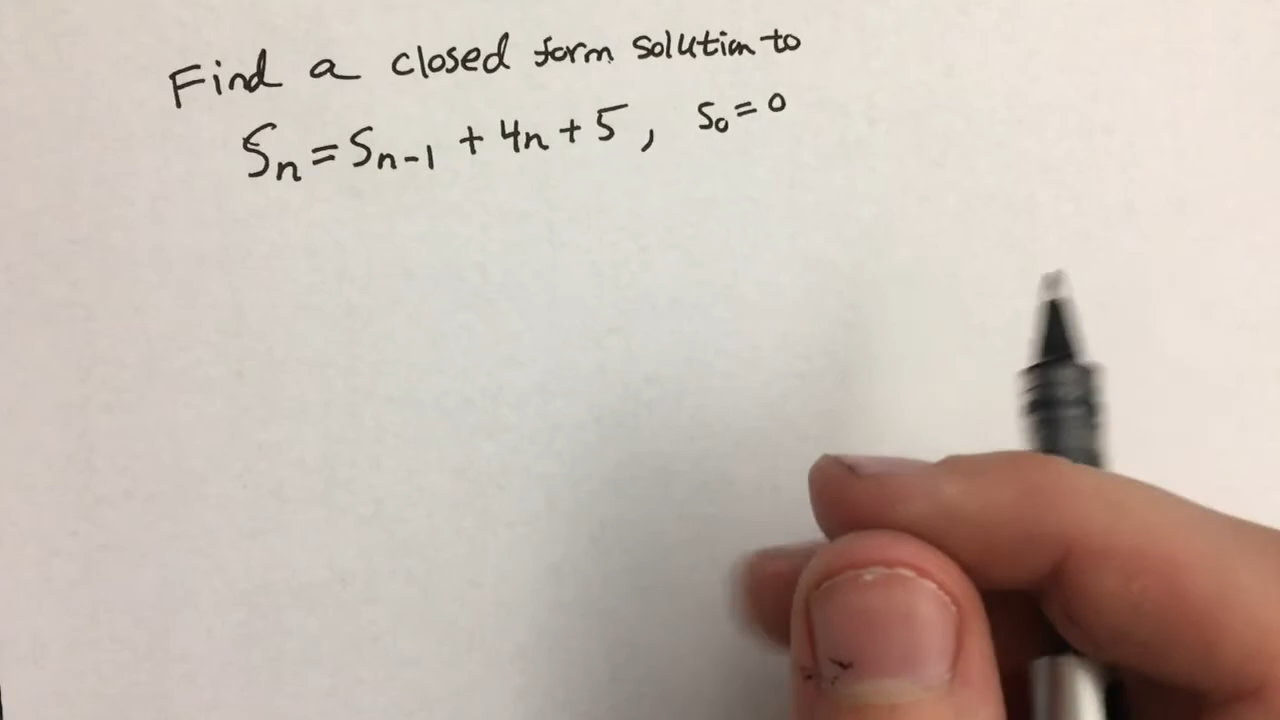 Find a closed form solution to
Sₙ = Sₙ₋₁ + 4n + 5, S₀ = 0